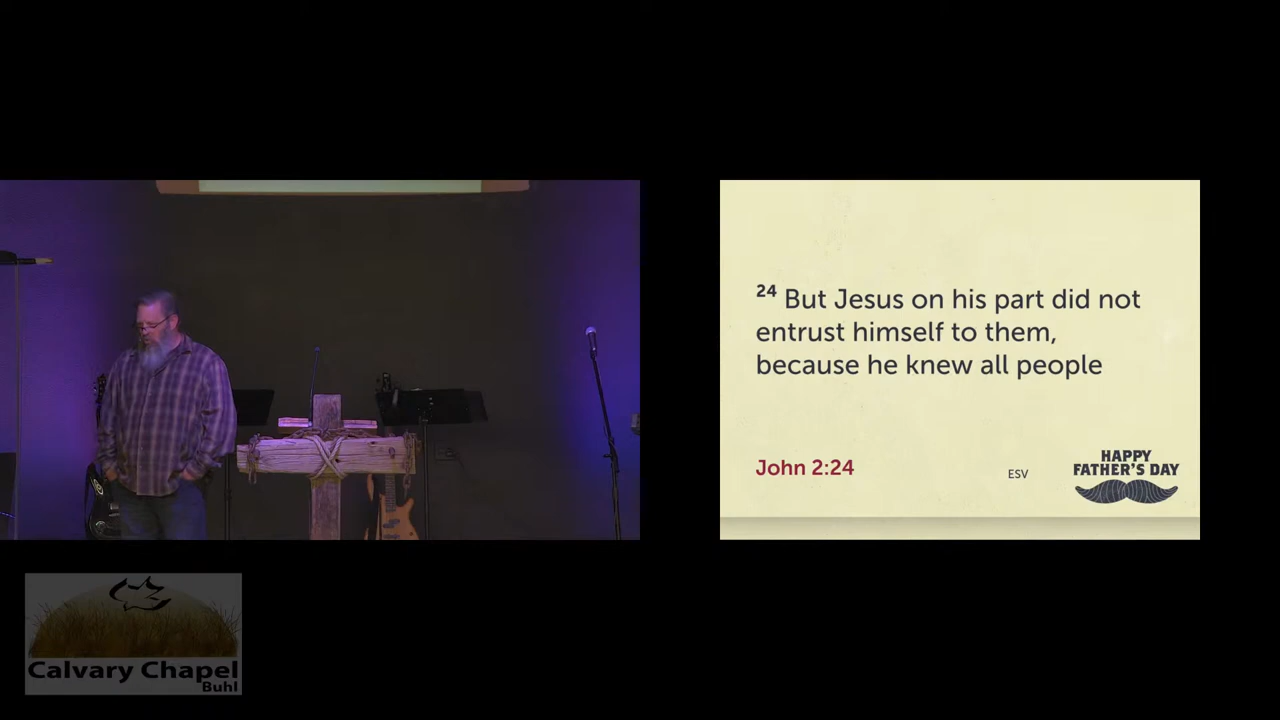 24 But Jesus on his part did not
entrust himself to them,
because he knew all people
John 2:24
ESV
HAPPY
FATHER'S DAY
Calvary Chapel
Buhl